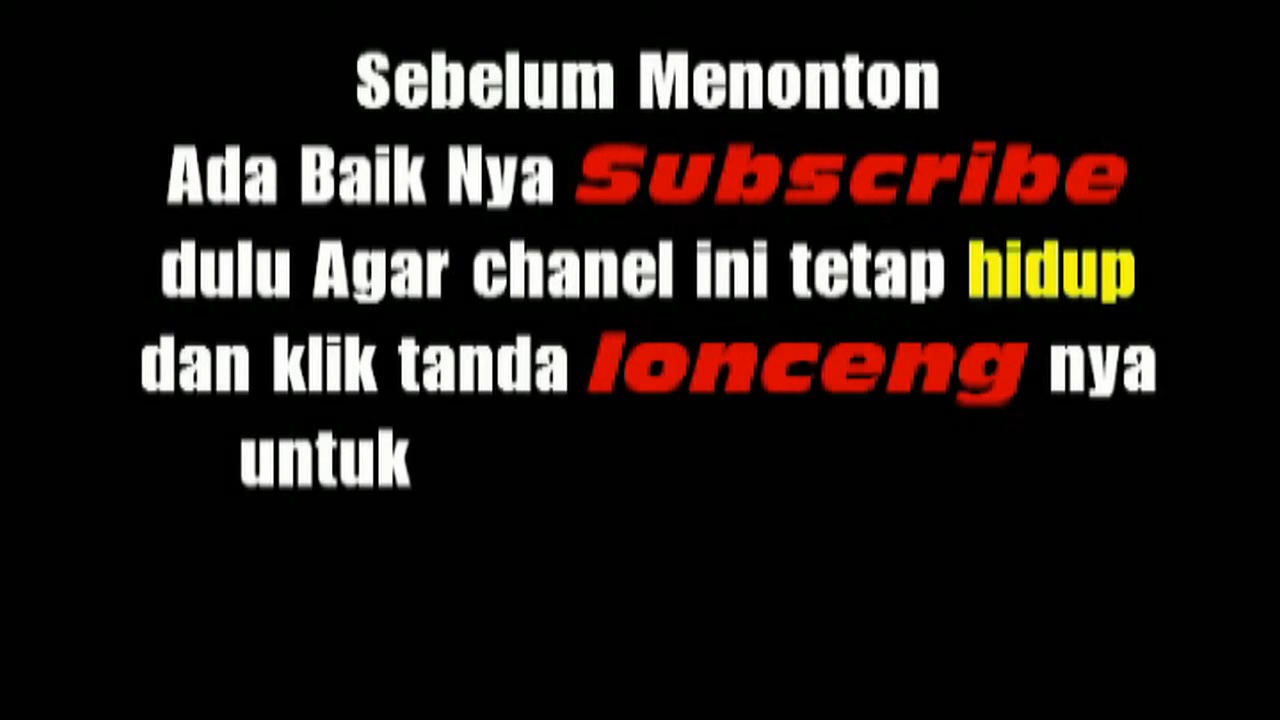 Sebelum Menonton
Ada Baik Nya Subscribe
dulu Agar chanel ini tetap hidup
dan klik tanda lonceng nya
untuk